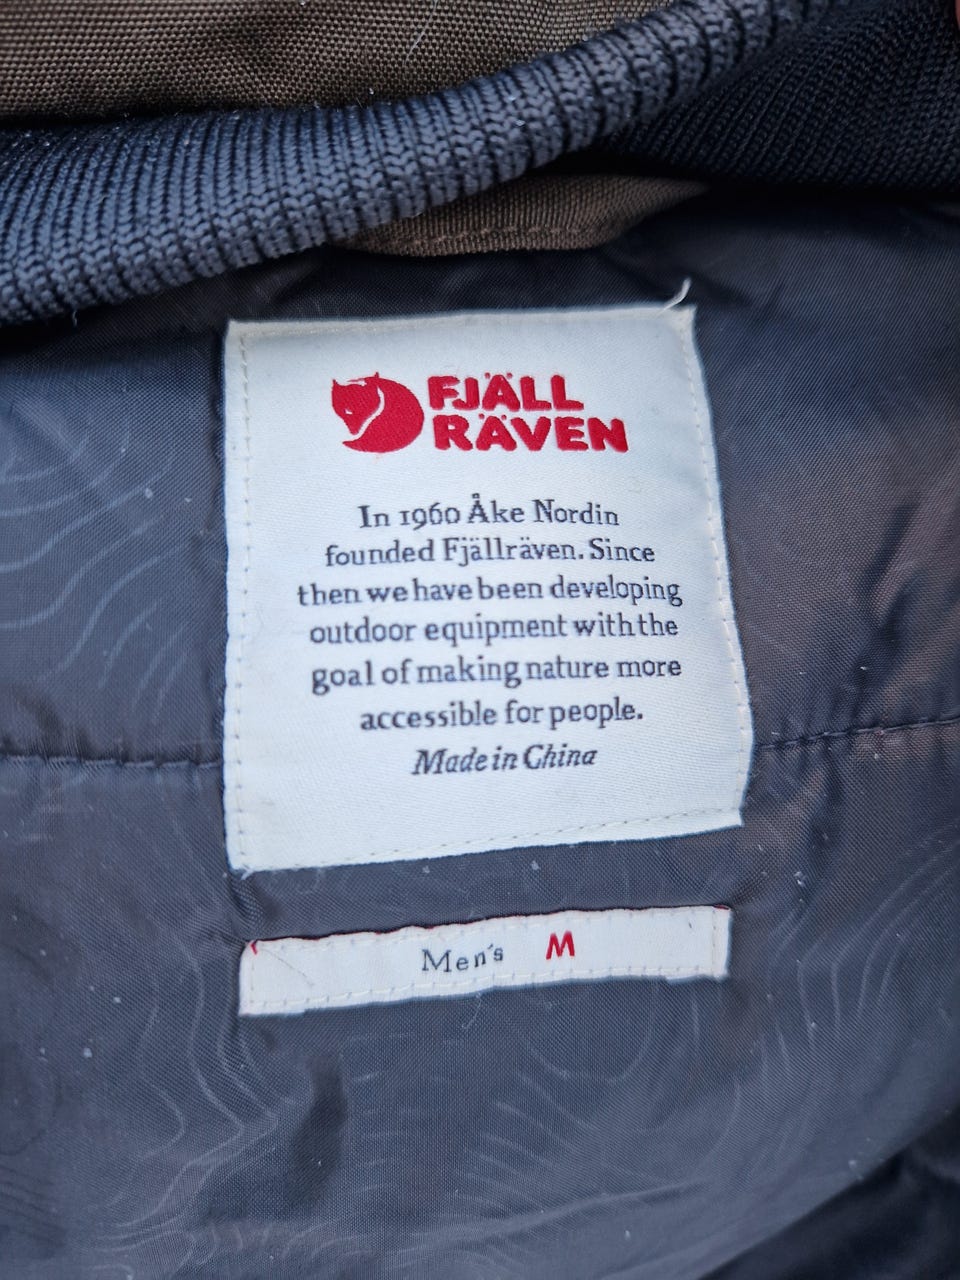 FJÄLL
RÄVEN
In 1960 Åke Nordin
founded Fjällräven. Since
then we have been developing
outdoor equipment with the
goal of making nature more
accessible for people.
Made in China
Men's M